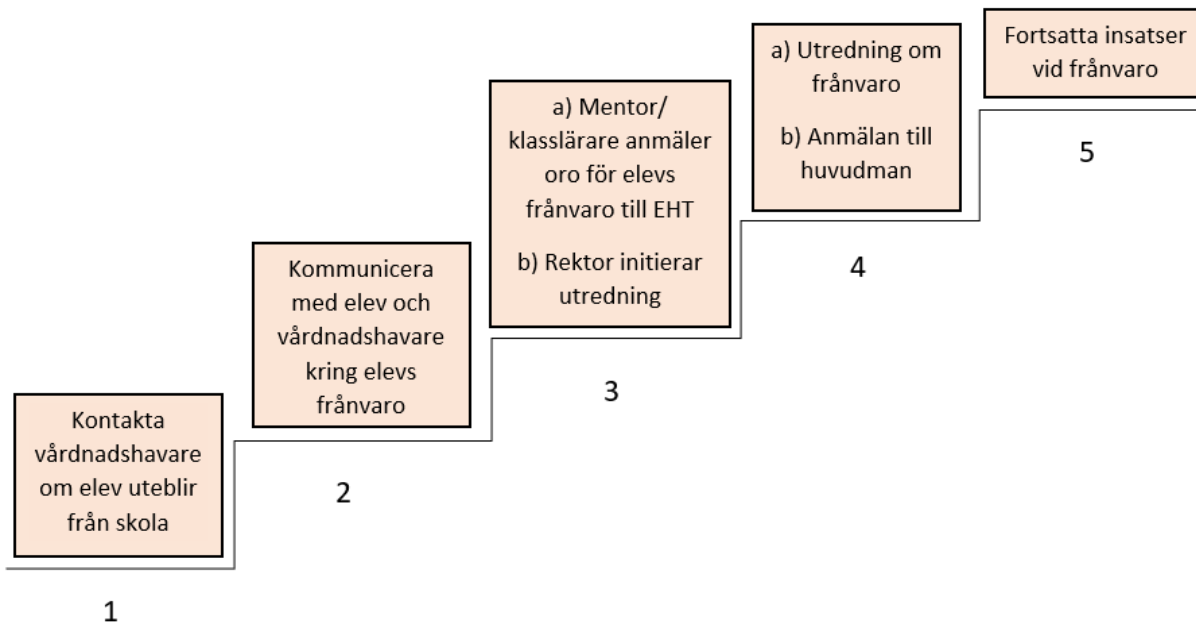 Kontakta
vårdnadshavare
om elev uteblir
från skola
1
Kommunicera
med elev och
vårdnadshavare
kring elevs
frånvaro
2
a) Mentor/
klasslärare anmäler
oro för elevs
frånvaro till EHT
b) Rektor initierar
utredning
3
a) Utredning om
frånvaro
b) Anmälan till
huvudman
4
Fortsatta insatser
vid frånvaro
5